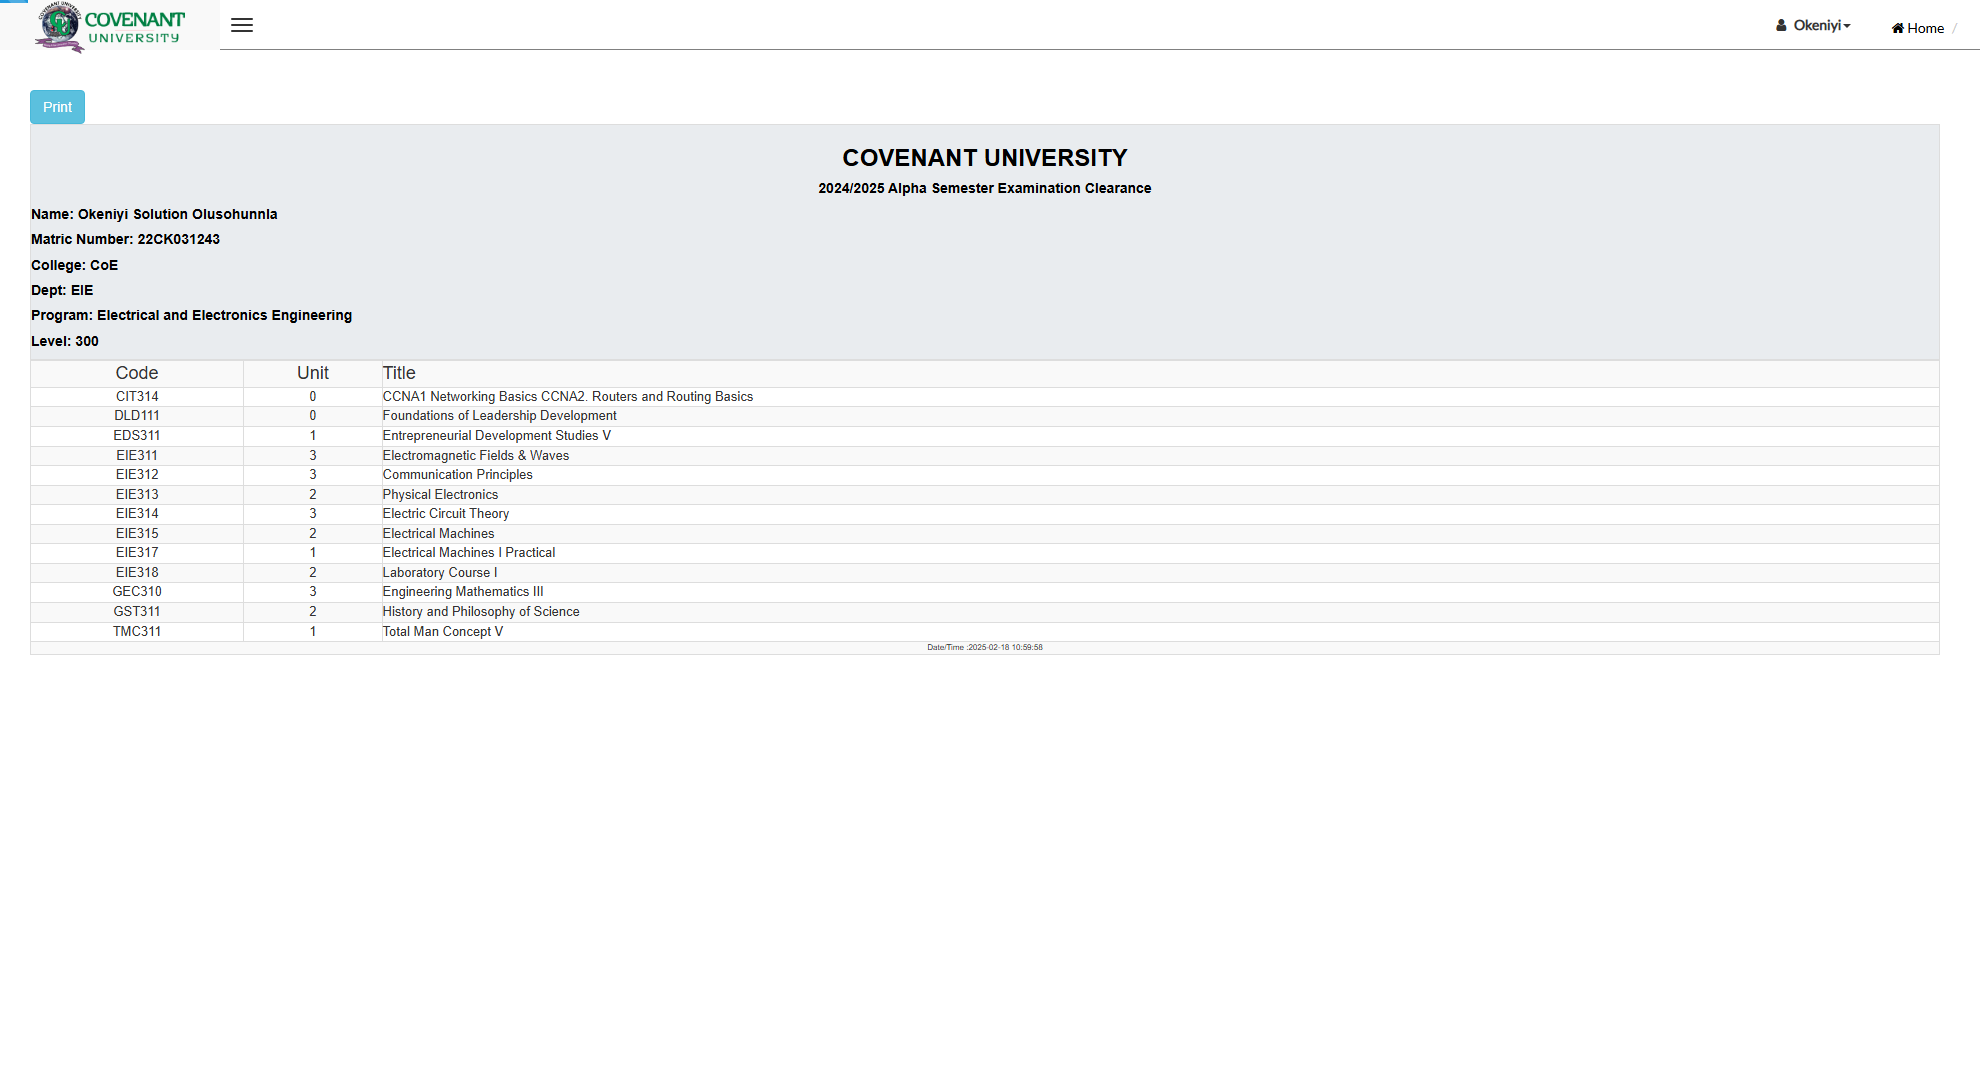 COVENANT UNIVERSITY
COVENANT
UNIVERSITY
Okeniyi
Home /
Print
COVENANT UNIVERSITY
2024/2025 Alpha Semester Examination Clearance
Name: Okeniyi Solution Olusohunnla
Matric Number: 22CK031243
College: CoE
Dept: EIE
Program: Electrical and Electronics Engineering
Level: 300
Code Unit Title
CIT314 0 CCNA1 Networking Basics CCNA2. Routers and Routing Basics
DLD111 0 Foundations of Leadership Development
EDS311 1 Entrepreneurial Development Studies V
EIE311 3 Electromagnetic Fields & Waves
EIE312 3 Communication Principles
EIE313 2 Physical Electronics
EIE314 3 Electric Circuit Theory
EIE315 2 Electrical Machines
EIE317 1 Electrical Machines I Practical
EIE318 2 Laboratory Course I
GEC310 3 Engineering Mathematics III
GST311 2 History and Philosophy of Science
TMC311 1 Total Man Concept V
Date/Time :2025-02-18 10:59:58